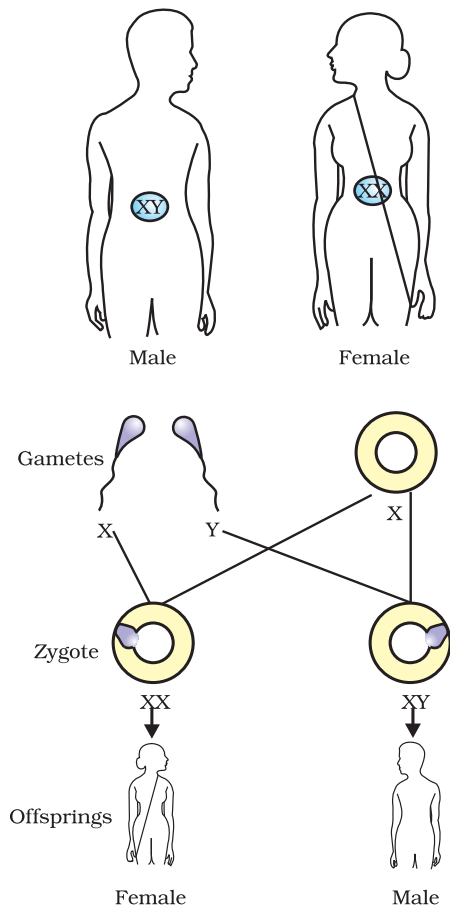 XY XX
Male Female
Gametes
X Y X
Zygote
XX XY
Offsprings
Female Male